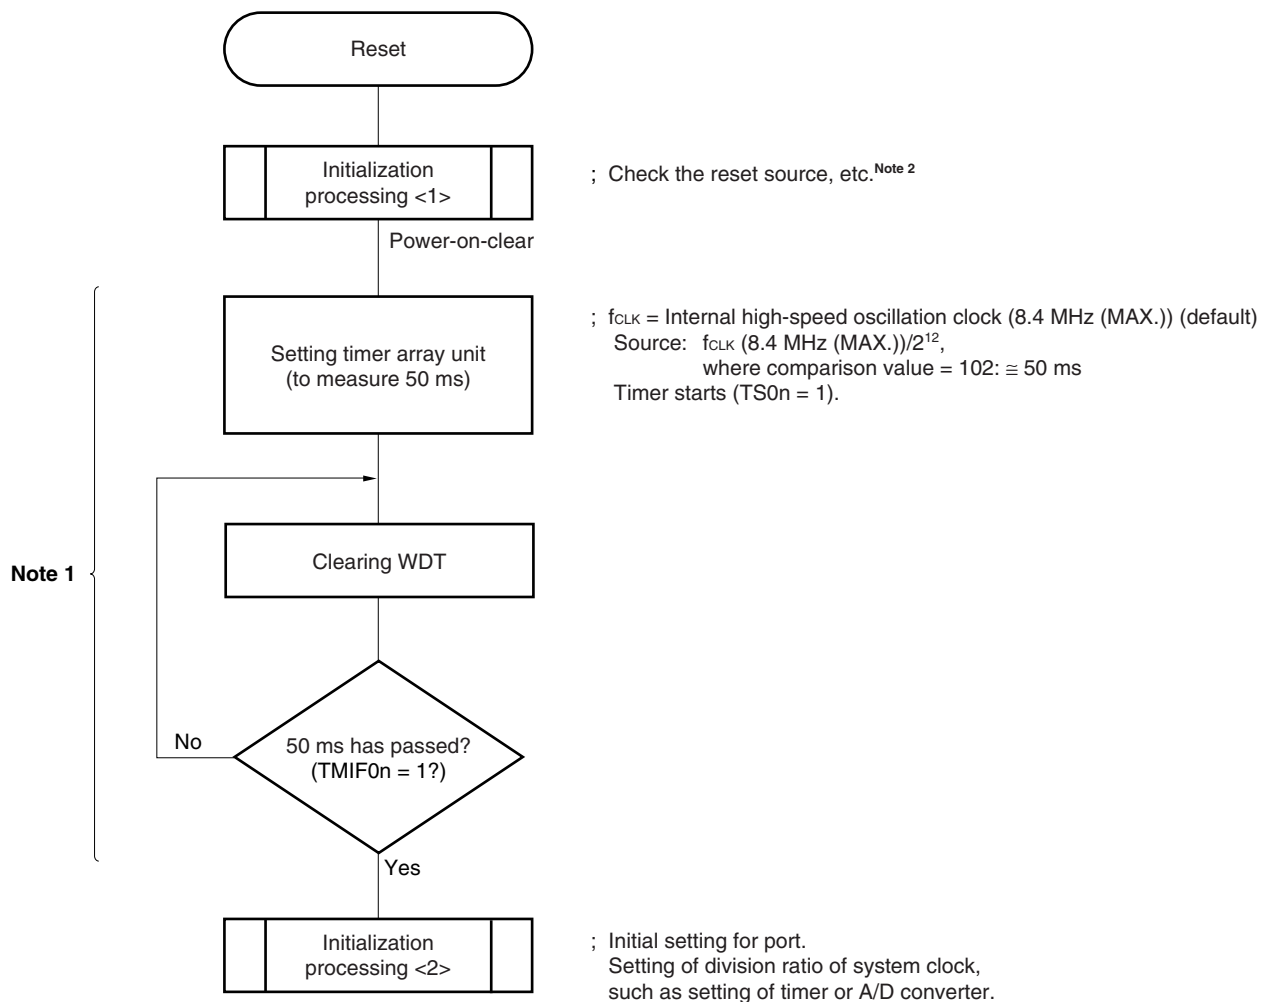 Reset
Initialization
processing <1>
; Check the reset source, etc.Note 2
Power-on-clear
Setting timer array unit
(to measure 50 ms)
; fCLK = Internal high-speed oscillation clock (8.4 MHz (MAX.)) (default)
Source: fCLK (8.4 MHz (MAX.))/2¹²,
where comparison value = 102: ≅ 50 ms
Timer starts (TS0n = 1).
Note 1
Clearing WDT
No
50 ms has passed?
(TMIF0n = 1?)
Yes
Initialization
processing <2>
; Initial setting for port.
Setting of division ratio of system clock,
such as setting of timer or A/D converter.